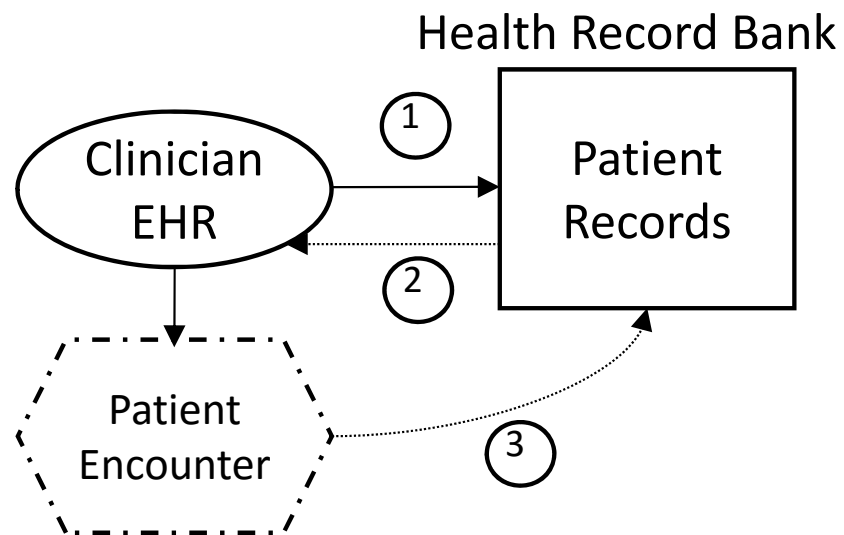 Health Record Bank
1
Clinician
EHR
Patient
Records
2
Patient
Encounter
3